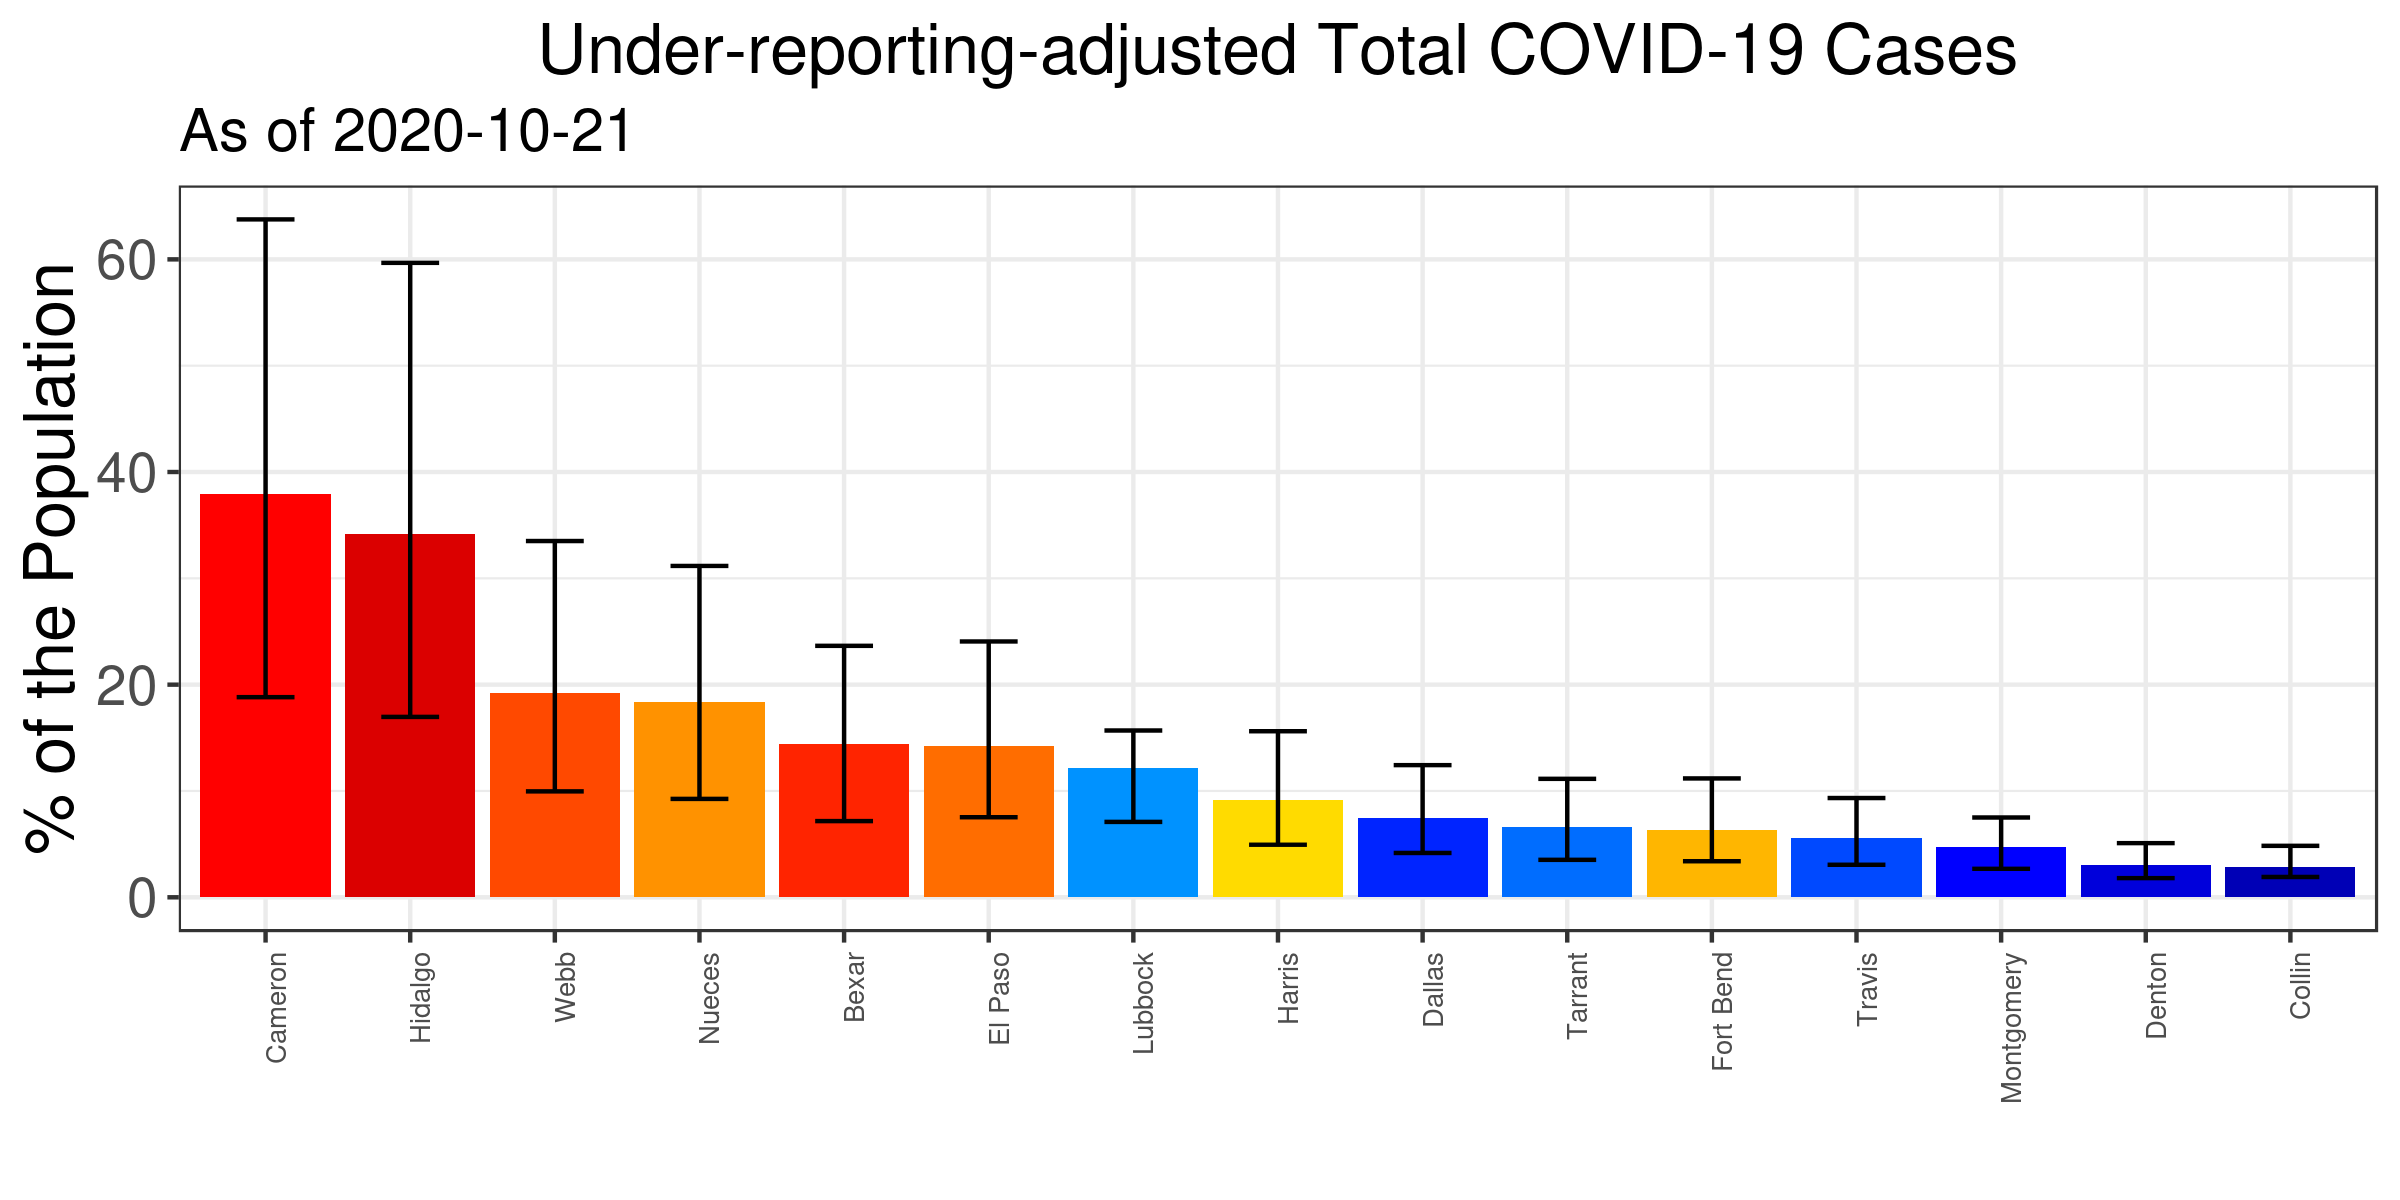 Under-reporting-adjusted Total COVID-19 Cases
As of 2020-10-21
% of the Population
60
40
20
0
Cameron
Hidalgo
Webb
Nueces
Bexar
El Paso
Lubbock
Harris
Dallas
Tarrant
Fort Bend
Travis
Montgomery
Denton
Collin